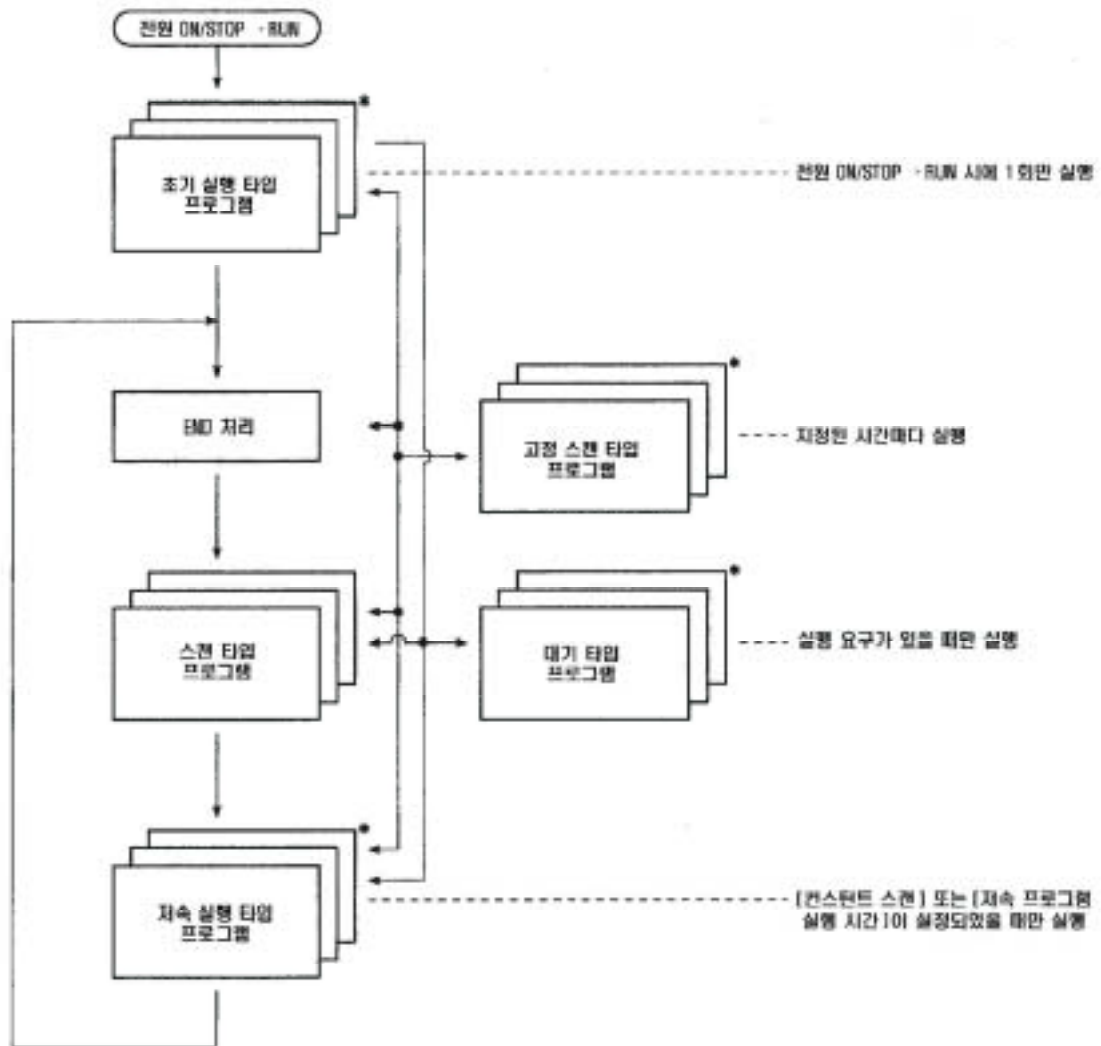 전원 ON/STOP → RUN
*
초기 실행 타입
프로그램
전원 ON/STOP → RUN 시에 1회만 실행
END 처리
*
고정 스캔 타입
프로그램
지정된 시간마다 실행
스캔 타입
프로그램
*
대기 타입
프로그램
실행 요구가 있을 때만 실행
*
저속 실행 타입
프로그램
[컨스턴트 스캔] 또는 [저속 프로그램
실행 시간]이 설정되었을 때만 실행